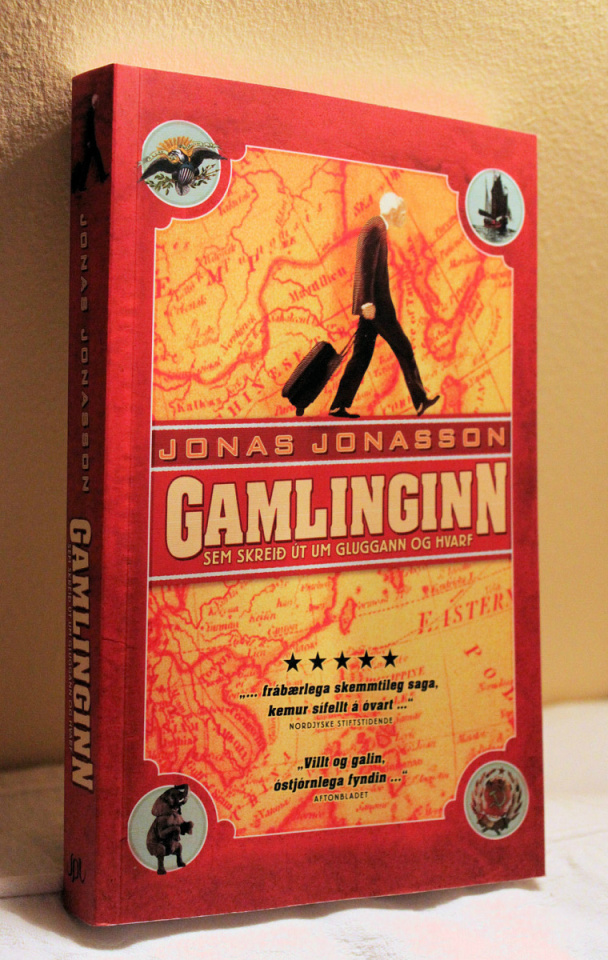 JONAS JONASSON
GAMLINGINN
SEM SKREIÐ ÚT UM GLUGGANN OG HVARF
„... frábærlega skemmtileg saga,
kemur sífellt á óvart ...“
NORDJYSKE STIFTSTIDENDE
„Villt og galin,
óstjórnlega fyndin ...“
AFTONBLADET
EASTERN
JONAS JONASSON
GAMLINGINN